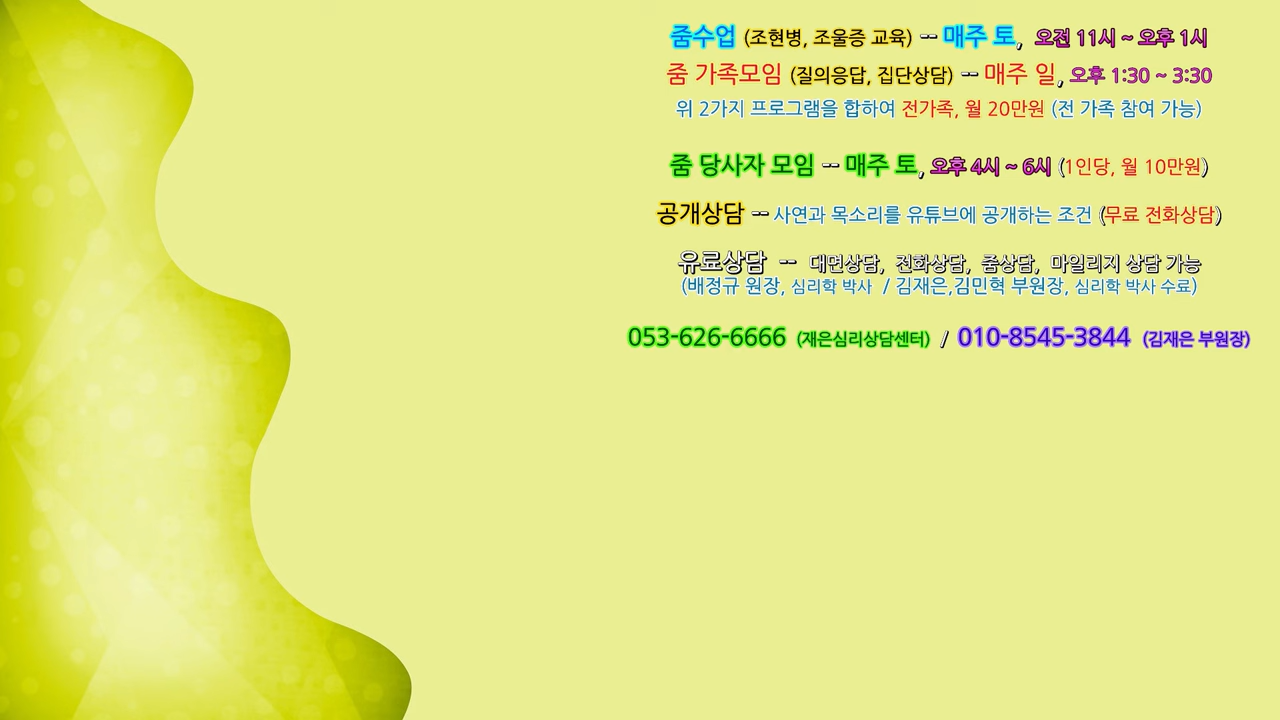 줌수업 (조현병, 조울증 교육) -- 매주 토, 오전 11시 ~ 오후 1시
줌 가족모임 (질의응답, 집단상담) -- 매주 일, 오후 1:30 ~ 3:30
위 2가지 프로그램을 합하여 전가족, 월 20만원 (전 가족 참여 가능)
줌 당사자 모임 -- 매주 토, 오후 4시 ~ 6시 (1인당, 월 10만원)
공개상담 -- 사연과 목소리를 유튜브에 공개하는 조건 (무료 전화상담)
유료상담 -- 대면상담, 전화상담, 줌상담, 마일리지 상담 가능
(배정규 원장, 심리학 박사 / 김재은,김민혁 부원장, 심리학 박사 수료)
053-626-6666 (재은심리상담센터) / 010-8545-3844 (김재은 부원장)